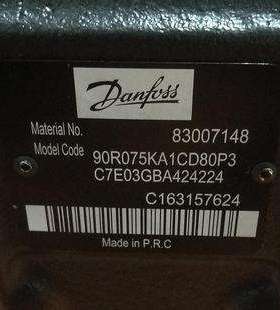 Danfoss
Material No. 83007148
Model Code 90R075KA1CD80P3
C7E03GBA424224
C163157624
Made in P.R.C